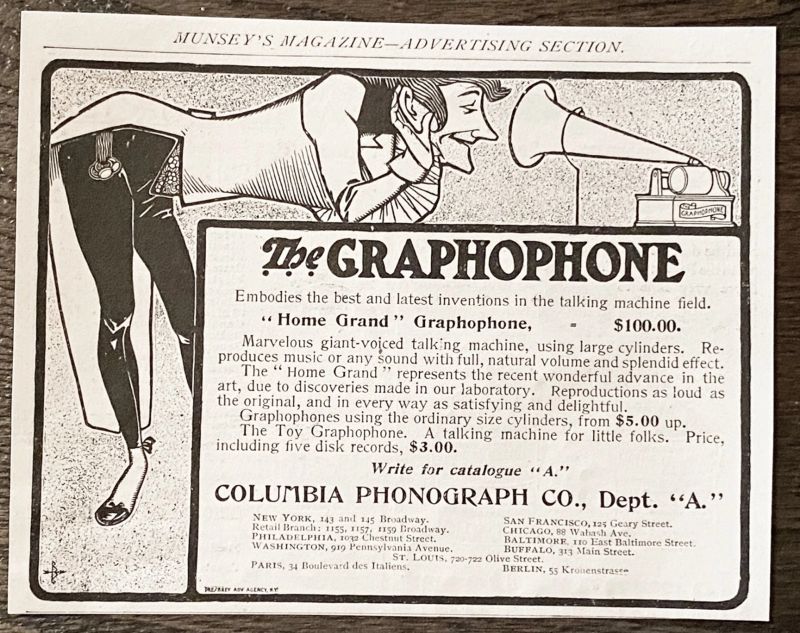 MUNSEY'S MAGAZINE—ADVERTISING SECTION.
GRAPHOPHONE
The GRAPHOPHONE
Embodies the best and latest inventions in the talking machine field.
"Home Grand" Graphophone, - $100.00.
Marvelous giant-voiced talking machine, using large cylinders. Re-
produces music or any sound with full, natural volume and splendid effect.
The "Home Grand" represents the recent wonderful advance in the
art, due to discoveries made in our laboratory. Reproductions as loud as
the original, and in every way as satisfying and delightful.
Graphophones using the ordinary size cylinders, from $5.00 up.
The Toy Graphophone. A talking machine for little folks. Price,
including five disk records, $3.00.
Write for catalogue "A."
COLUMBIA PHONOGRAPH CO., Dept. "A."
NEW YORK, 143 and 145 Broadway.
Retail Branch: 1155, 1157, 1159 Broadway.
PHILADELPHIA, 1032 Chestnut Street.
WASHINGTON, 919 Pennsylvania Avenue.
SAN FRANCISCO, 125 Geary Street.
CHICAGO, 88 Wabash Ave.
BALTIMORE, 110 East Baltimore Street.
BUFFALO, 313 Main Street.
ST. LOUIS, 720-722 Olive Street.
PARIS, 34 Boulevard des Italiens.
BERLIN, 55 Kronenstrasse
ADV AGENCY, N.Y.